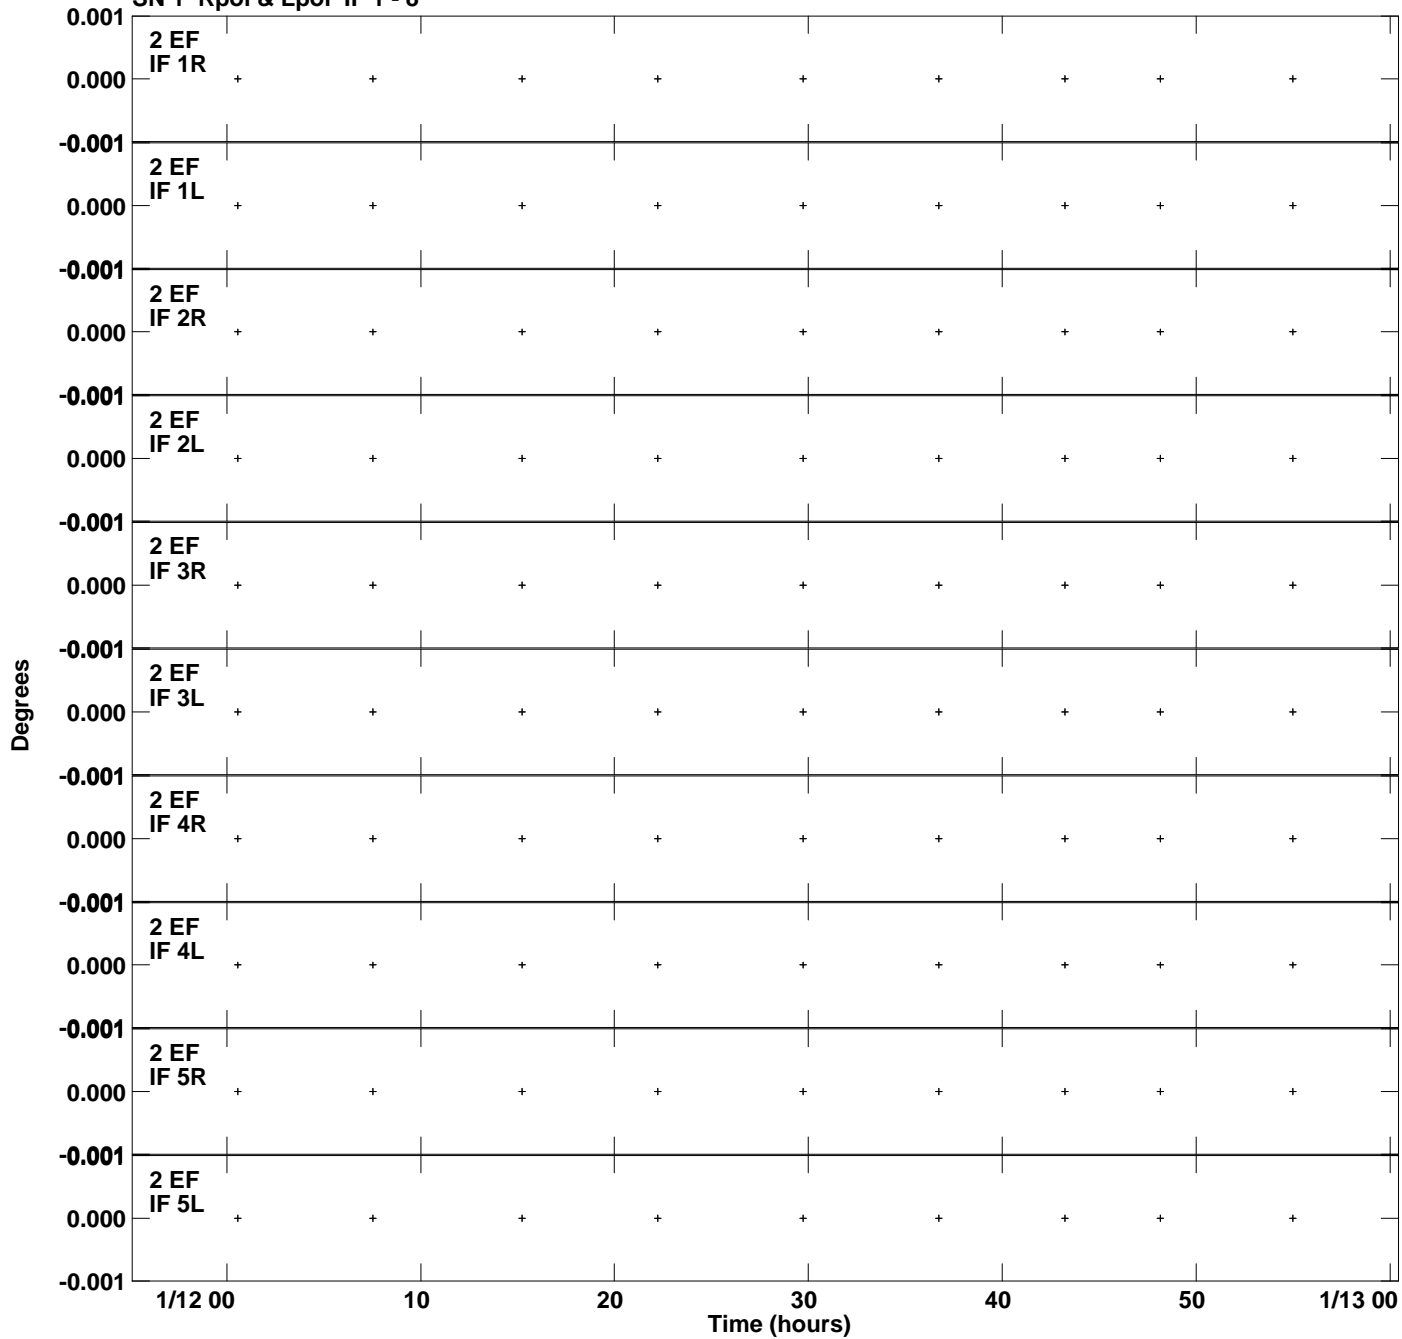 SN 1 Rpol & Lpol IF 1 - 8
0.001
2 EF
IF 1R
0.000
-0.001
2 EF
IF 1L
0.000
-0.001
2 EF
IF 2R
0.000
-0.001
2 EF
IF 2L
0.000
-0.001
2 EF
IF 3R
0.000
-0.001
2 EF
IF 3L
0.000
-0.001
2 EF
IF 4R
0.000
-0.001
2 EF
IF 4L
0.000
-0.001
2 EF
IF 5R
0.000
-0.001
2 EF
IF 5L
0.000
-0.001
Degrees
1/12 00 10 20 30 40 50 1/13 00
Time (hours)